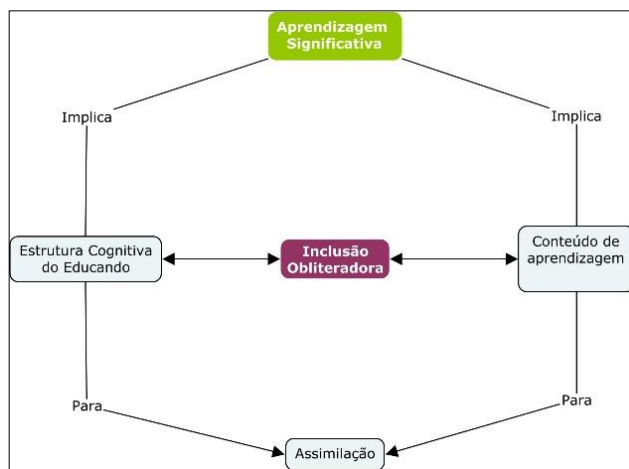 Aprendizagem
Significativa
Implica
Implica
Estrutura Cognitiva
do Educando
Inclusão
Obliteradora
Conteúdo de
aprendizagem
Para
Para
Assimilação